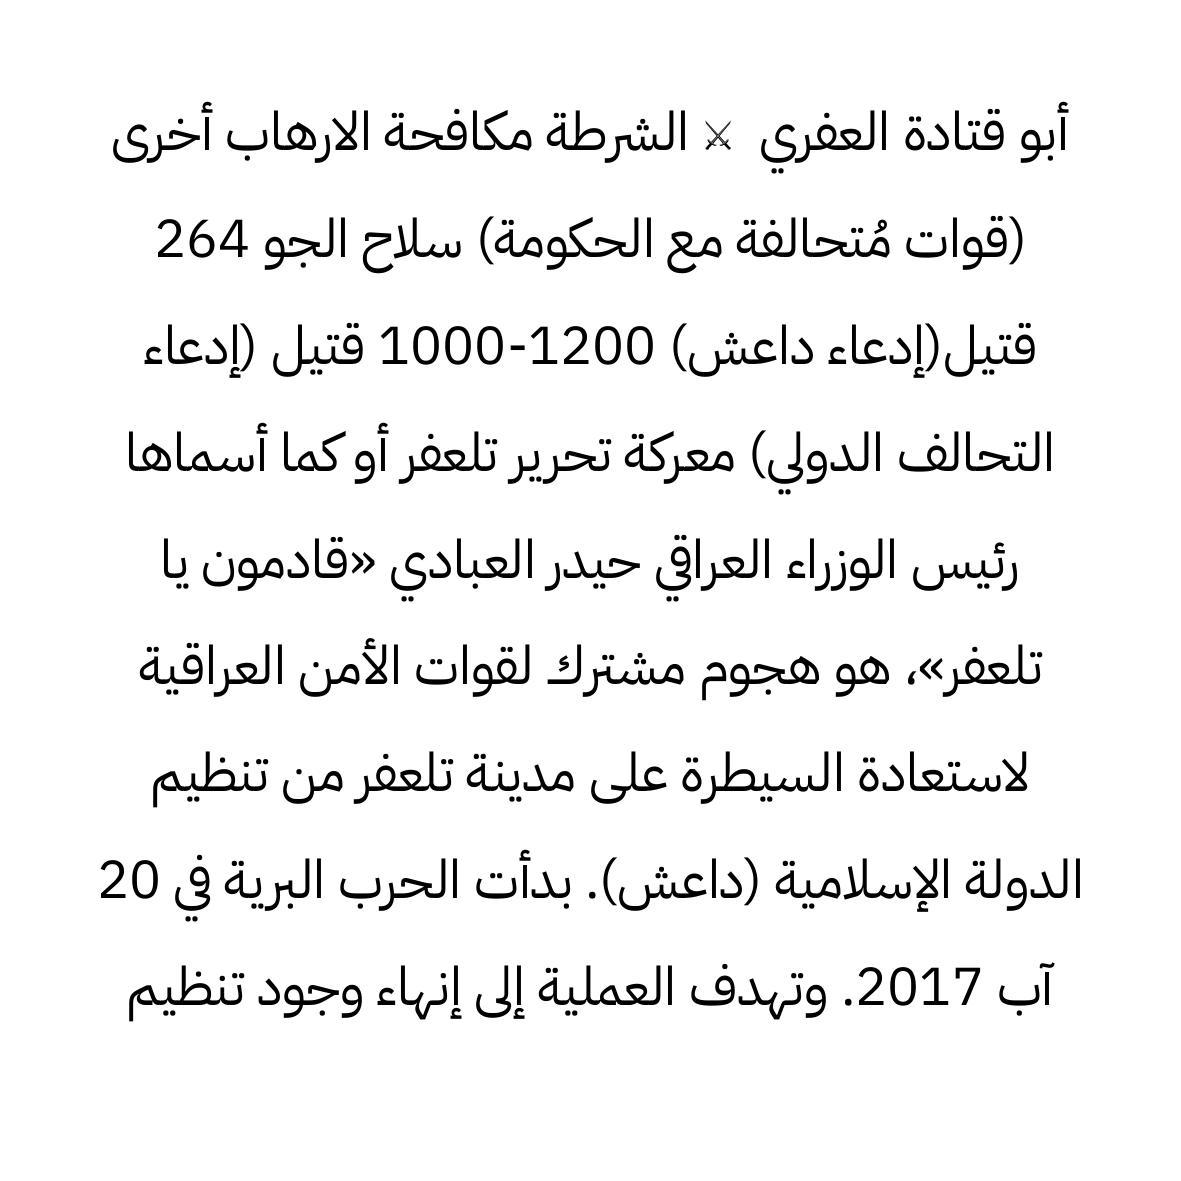 أبو قتادة العفري ⚔ الشرطة مكافحة الارهاب أخرى
(قوات مُتحالفة مع الحكومة) سلاح الجو 264
قتيل(إدعاء داعش) 1200-1000 قتيل (إدعاء
التحالف الدولي) معركة تحرير تلعفر أو كما أسماها
رئيس الوزراء العراقي حيدر العبادي «قادمون يا
تلعفر»، هو هجوم مشترك لقوات الأمن العراقية
لاستعادة السيطرة على مدينة تلعفر من تنظيم
الدولة الإسلامية (داعش). بدأت الحرب البرية في 20
آب 2017. وتهدف العملية إلى إنهاء وجود تنظيم